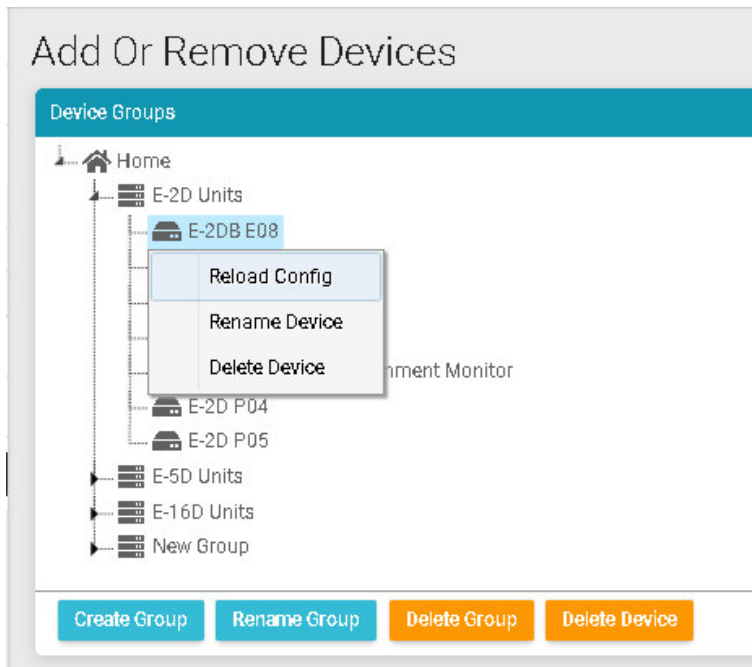 Add Or Remove Devices
Device Groups
Home
E-2D Units
E-2DB E08
Reload Config
Rename Device
Delete Device
Monitor
E-2D P04
E-2D P05
E-5D Units
E-16D Units
New Group
Create Group
Rename Group
Delete Group
Delete Device